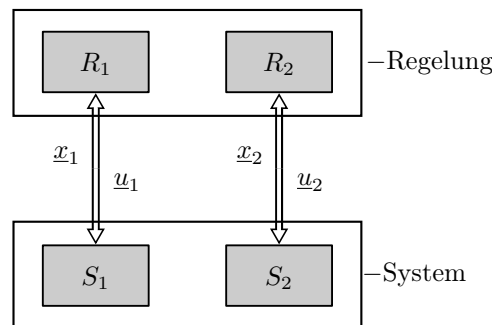 R₁ R₂ –Regelung
x₁ x₂
u₁ u₂
S₁ S₂ –System